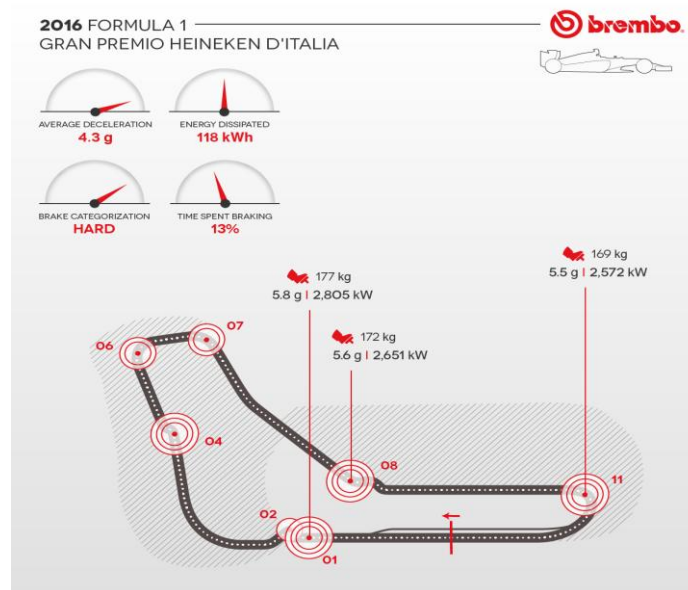 2016 FORMULA 1
GRAN PREMIO HEINEKEN D'ITALIA
brembo.
AVERAGE DECELERATION
4.3 g
ENERGY DISSIPATED
118 kWh
BRAKE CATEGORIZATION
HARD
TIME SPENT BRAKING
13%
177 kg
5.8 g | 2,805 kW
172 kg
5.6 g | 2,651 kW
169 kg
5.5 g | 2,572 kW
07
06
04
08
11
02
01